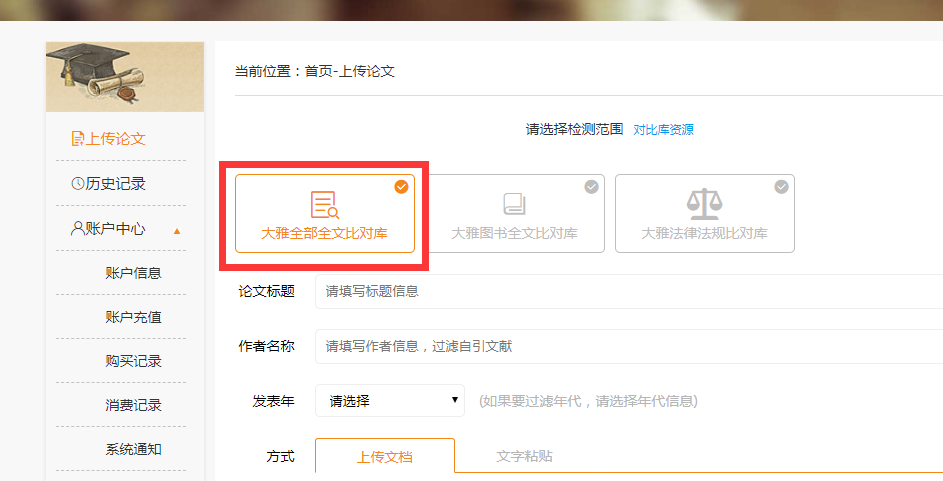 当前位置：首页-上传论文
上传论文
历史记录
账户中心
账户信息
账户充值
购买记录
消费记录
系统通知
请选择检测范围 对比库资源
大雅全部全文比对库 大雅图书全文比对库 大雅法律法规比对库
论文标题 请填写标题信息
作者名称 请填写作者信息，过滤自引文献
发表年 请选择 (如果要过滤年代，请选择年代信息)
方式 上传文档 文字粘贴